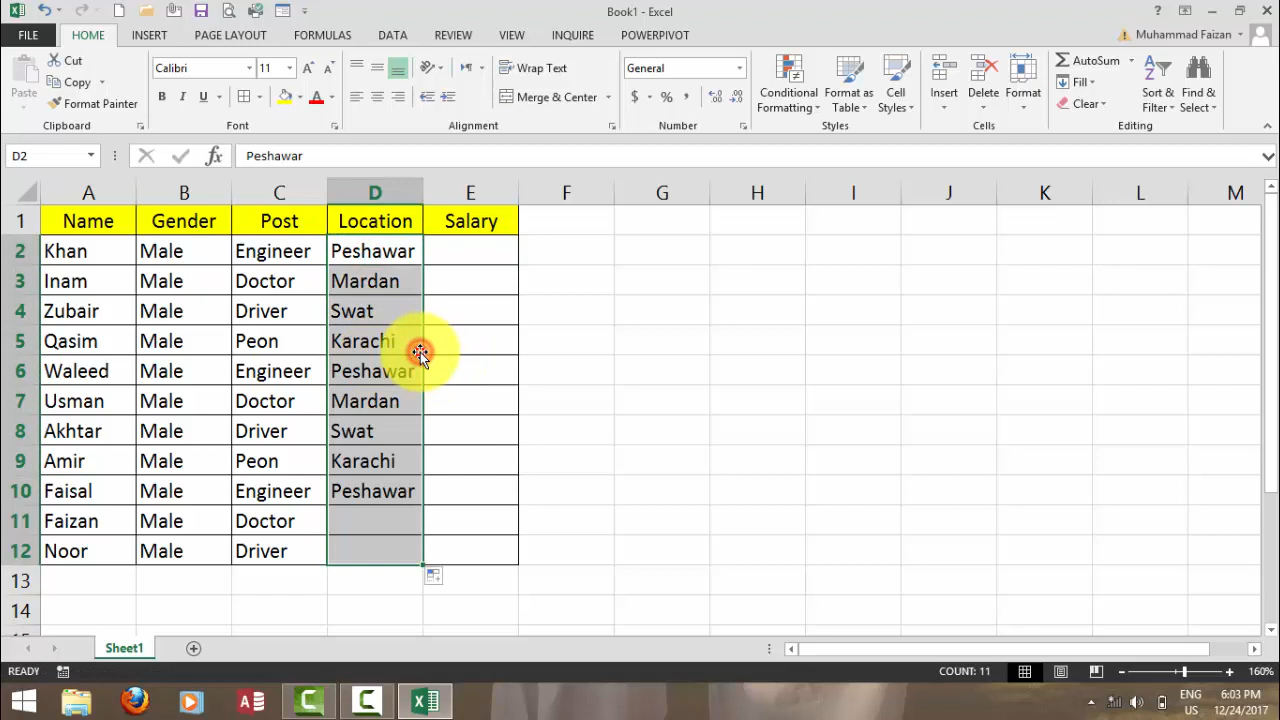 Book1 - Excel
?
FILE HOME INSERT PAGE LAYOUT FORMULAS DATA REVIEW VIEW INQUIRE POWERPIVOT Muhammad Faizan
Paste
Cut
Copy
Format Painter
Clipboard
Calibri 11
B I U A
Font
Wrap Text
Merge & Center
Alignment
General
$ % ,
Number
Conditional Formatting
Format as Table
Cell Styles
Styles
Insert Delete Format
Cells
AutoSum
Fill
Clear
Sort & Filter
Find & Select
Editing
D2 fx Peshawar
A B C D E F G H I J K L M
1 Name Gender Post Location Salary
2 Khan Male Engineer Peshawar
3 Inam Male Doctor Mardan
4 Zubair Male Driver Swat
5 Qasim Male Peon Karachi
6 Waleed Male Engineer Peshawar
7 Usman Male Doctor Mardan
8 Akhtar Male Driver Swat
9 Amir Male Peon Karachi
10 Faisal Male Engineer Peshawar
11 Faizan Male Doctor
12 Noor Male Driver
13
14
Sheet1
READY COUNT: 11 160%
ENG 6:03 PM
US 12/24/2017